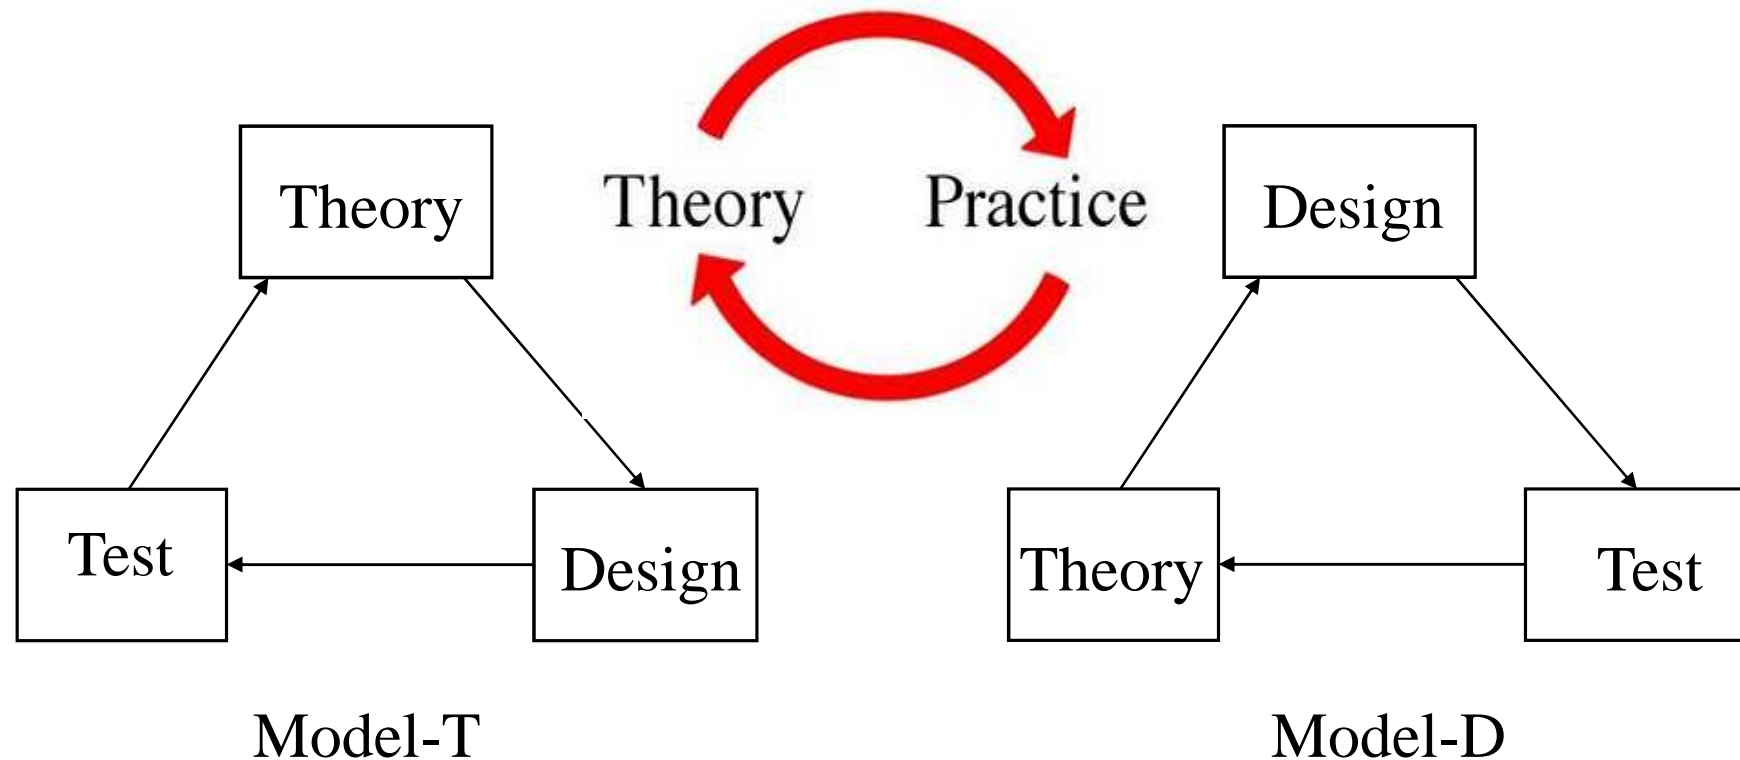 Theory
Theory
Practice
Design
Test
Design
Theory
Test
Model-T
Model-D